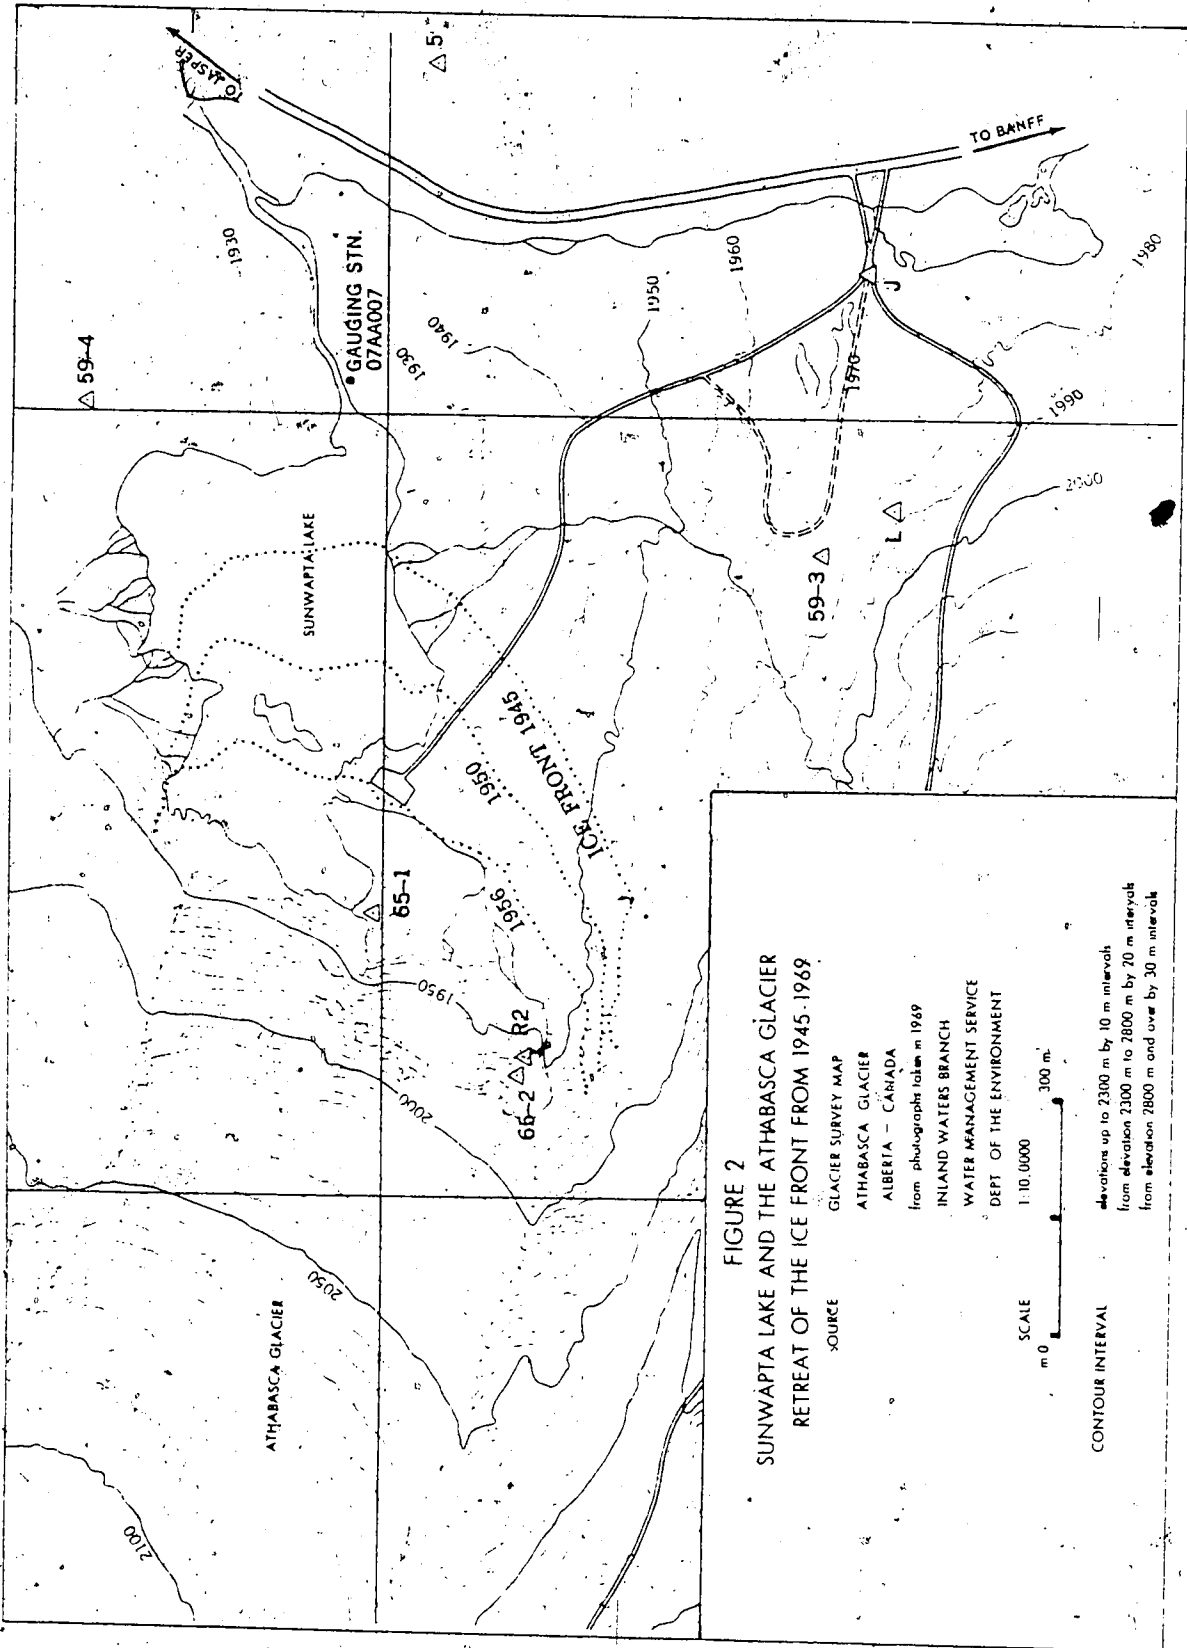 TO JASPER
59-4
5
1930
GAUGING STN.
07AA007
TO BANFF
SUNWAPTA LAKE
1930
1940
1950
1960
1970
J
1980
1990
2000
L
59-3
ICE FRONT 1945
1950
1956
65-1
1950
R2
2000
ATHABASCA GLACIER
2050
2100
FIGURE 2
SUNWAPTA LAKE AND THE ATHABASCA GLACIER
RETREAT OF THE ICE FRONT FROM 1945-1969
SOURCE GLACIER SURVEY MAP
ATHABASCA GLACIER
ALBERTA - CANADA
from photographs taken in 1969
INLAND WATERS BRANCH
WATER MANAGEMENT SERVICE
DEPT OF THE ENVIRONMENT
SCALE 1:10,0000
m 0 300 m
CONTOUR INTERVAL elevations up to 2300 m by 10 m intervals
from elevation 2300 m to 2800 m by 20 m intervals
from elevation 2800 m and over by 30 m intervals